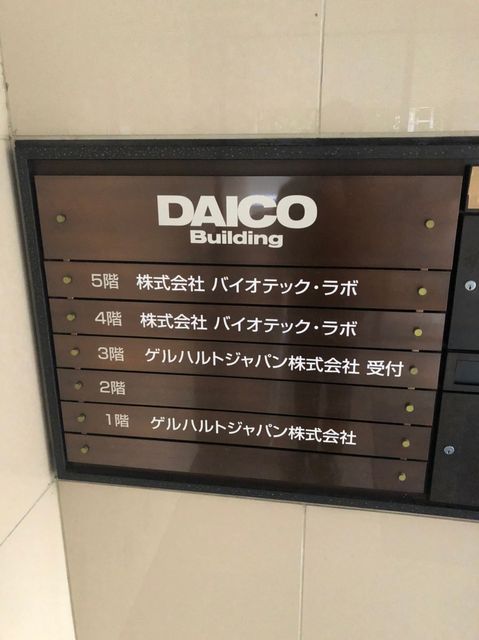 DAICO
Building
5階 株式会社 バイオテック・ラボ
4階 株式会社 バイオテック・ラボ
3階 ゲルハルトジャパン株式会社 受付
2階
1階 ゲルハルトジャパン株式会社